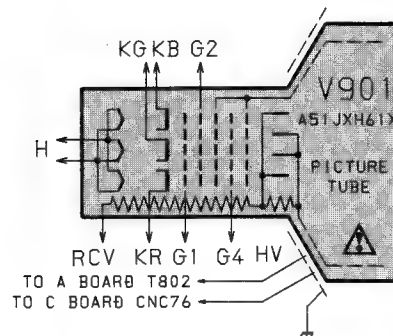 KG KB G2
V901
A51JXH61X
H
PICTURE
TUBE
RCV KR G1 G4 HV
TO A BOARD T802
TO C BOARD CNC76